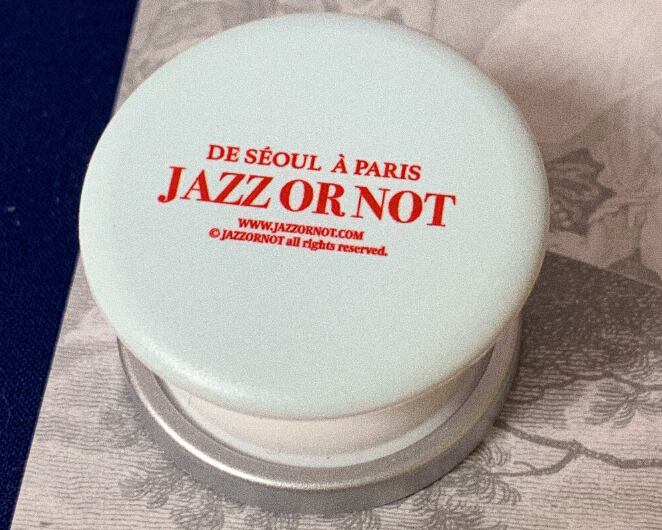 DE SÉOUL À PARIS
JAZZ OR NOT
WWW.JAZZORNOT.COM
© JAZZORNOT all rights reserved.